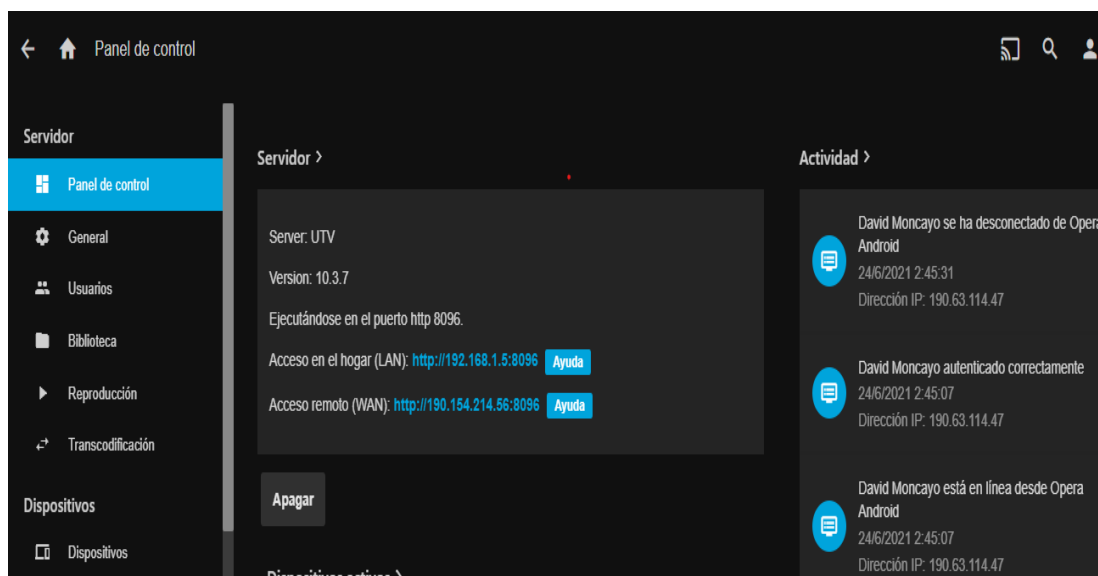 Panel de control
Servidor
Panel de control
General
Usuarios
Biblioteca
Reproducción
Transcodificación
Dispositivos
Dispositivos
Servidor >
Server: UTV
Version: 10.3.7
Ejecutándose en el puerto http 8096.
Acceso en el hogar (LAN): http://192.168.1.5:8096 Ayuda
Acceso remoto (WAN): http://190.154.214.56:8096 Ayuda
Apagar
Dispositivos activos >
Actividad >
David Moncayo se ha desconectado de Opera
Android
24/6/2021 2:45:31
Dirección IP: 190.63.114.47
David Moncayo autenticado correctamente
24/6/2021 2:45:07
Dirección IP: 190.63.114.47
David Moncayo está en línea desde Opera
Android
24/6/2021 2:45:07
Dirección IP: 190.63.114.47